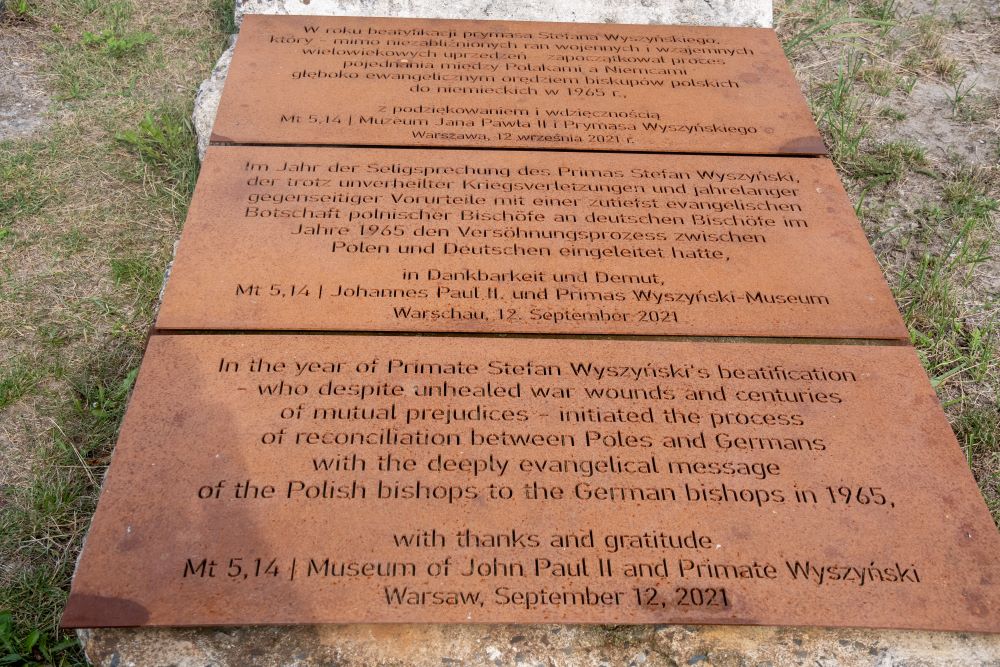 W roku beatyfikacji prymasa Stefana Wyszyńskiego,
który - mimo niezabliźnionych ran wojennych i wzajemnych
wielowiekowych uprzedzeń - zapoczątkował proces
pojednania między Polakami a Niemcami
głęboko ewangelicznym orędziem biskupów polskich
do niemieckich w 1965 r.,
z podziękowaniem i wdzięcznością
Mt 5,14 | Muzeum Jana Pawła II i Prymasa Wyszyńskiego
Warszawa, 12 września 2021 r.
Im Jahr der Seligsprechung des Primas Stefan Wyszyński,
der trotz unverheilter Kriegsverletzungen und jahrelanger
gegenseitiger Vorurteile mit einer zutiefst evangelischen
Botschaft polnischer Bischöfe an deutschen Bischöfe im
Jahre 1965 den Versöhnungsprozess zwischen
Polen und Deutschen eingeleitet hatte,
in Dankbarkeit und Demut,
Mt 5,14 | Johannes Paul II. und Primas Wyszyński-Museum
Warschau, 12. September 2021
In the year of Primate Stefan Wyszyński's beatification
- who despite unhealed war wounds and centuries
of mutual prejudices - initiated the process
of reconciliation between Poles and Germans
with the deeply evangelical message
of the Polish bishops to the German bishops in 1965,
with thanks and gratitude
Mt 5,14 | Museum of John Paul II and Primate Wyszyński
Warsaw, September 12, 2021